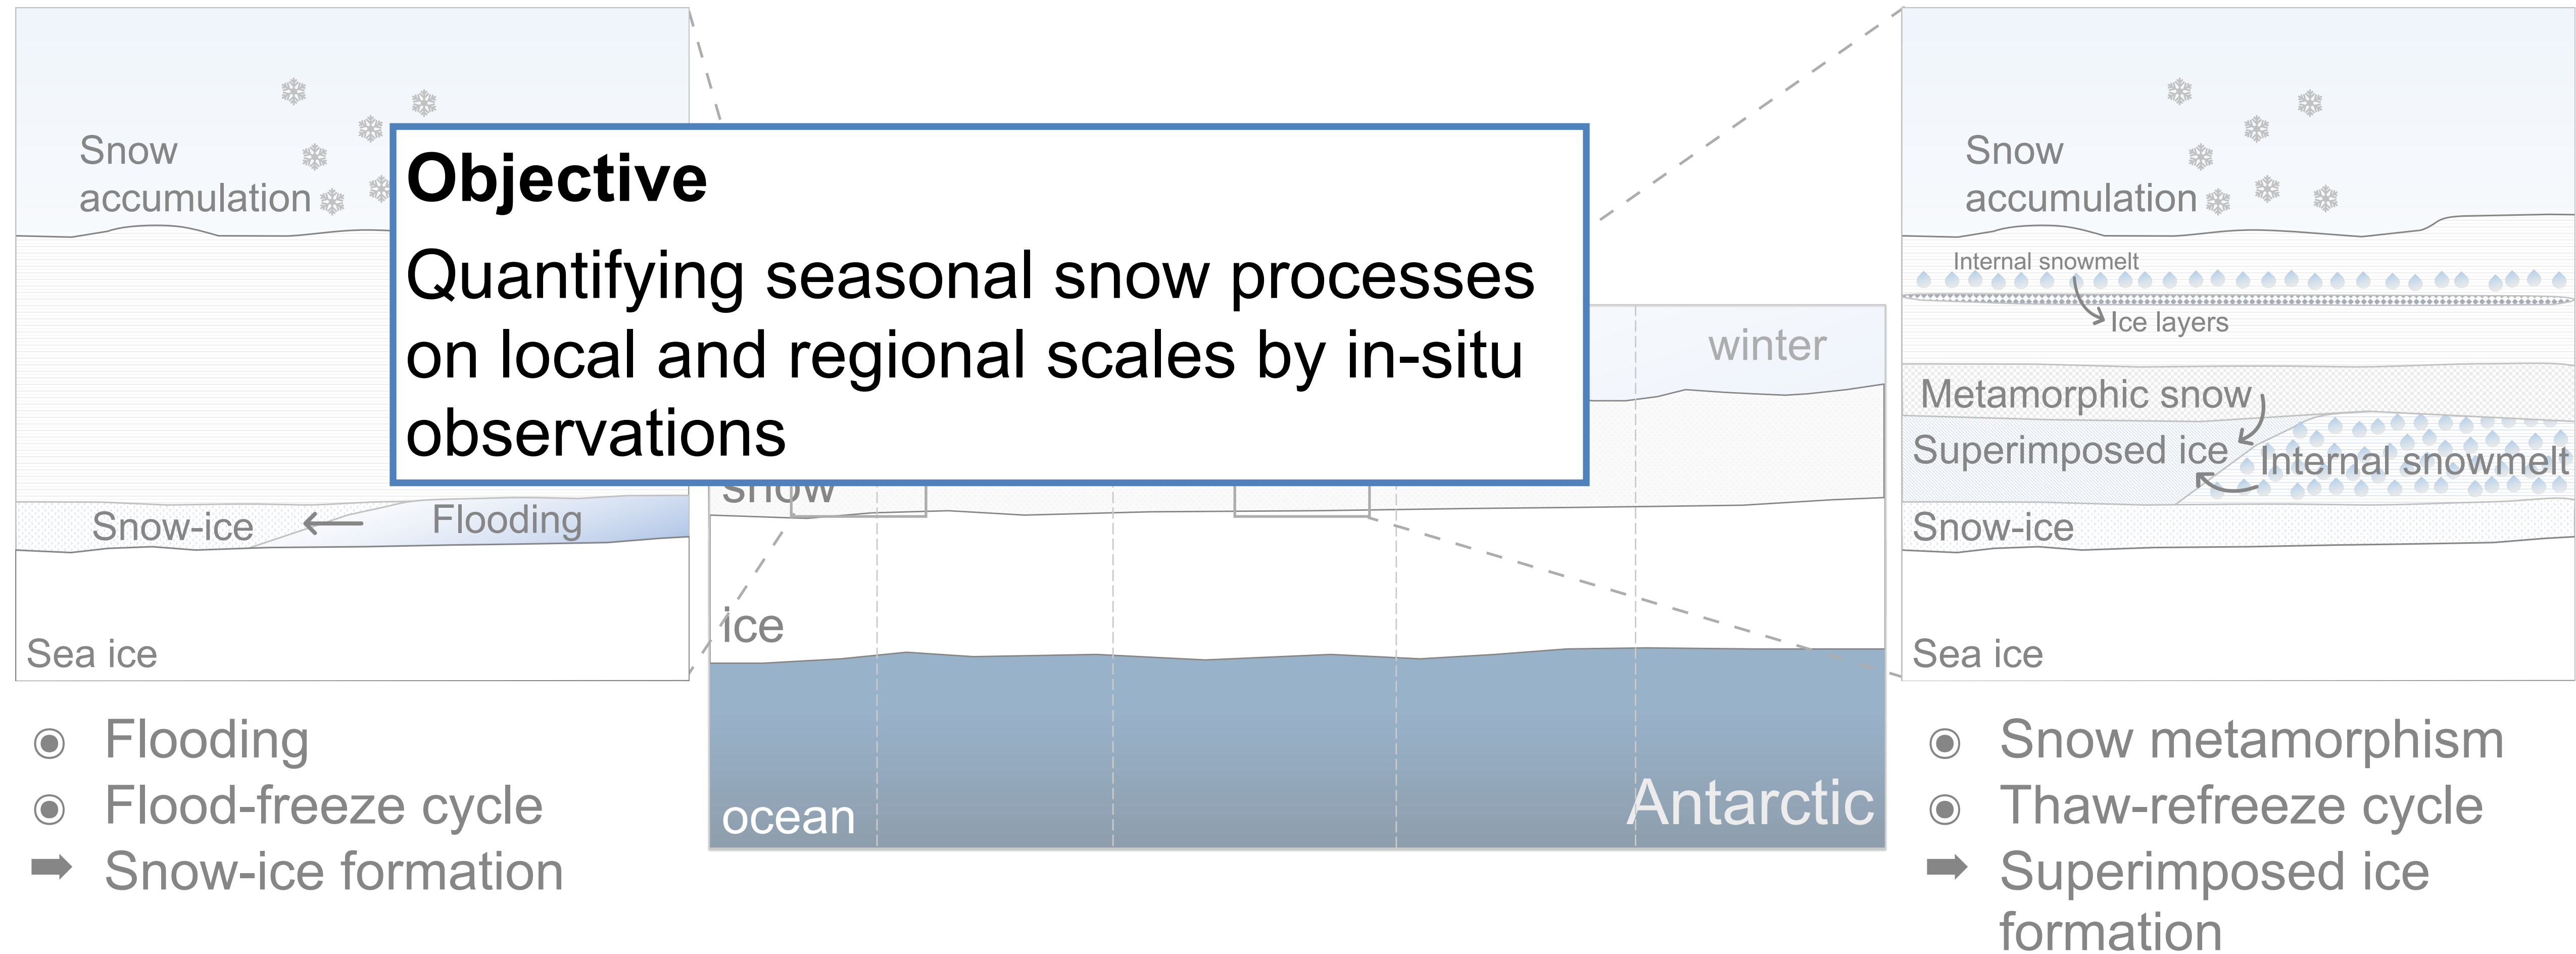 Snow
accumulation
Snow-ice
Flooding
Sea ice
Flooding
Flood-freeze cycle
Snow-ice formation
Objective
Quantifying seasonal snow processes
on local and regional scales by in-situ
observations
winter
snow
ice
ocean
Antarctic
Snow
accumulation
Internal snowmelt
Ice layers
Metamorphic snow
Superimposed ice
Internal snowmelt
Snow-ice
Sea ice
Snow metamorphism
Thaw-refreeze cycle
Superimposed ice
formation